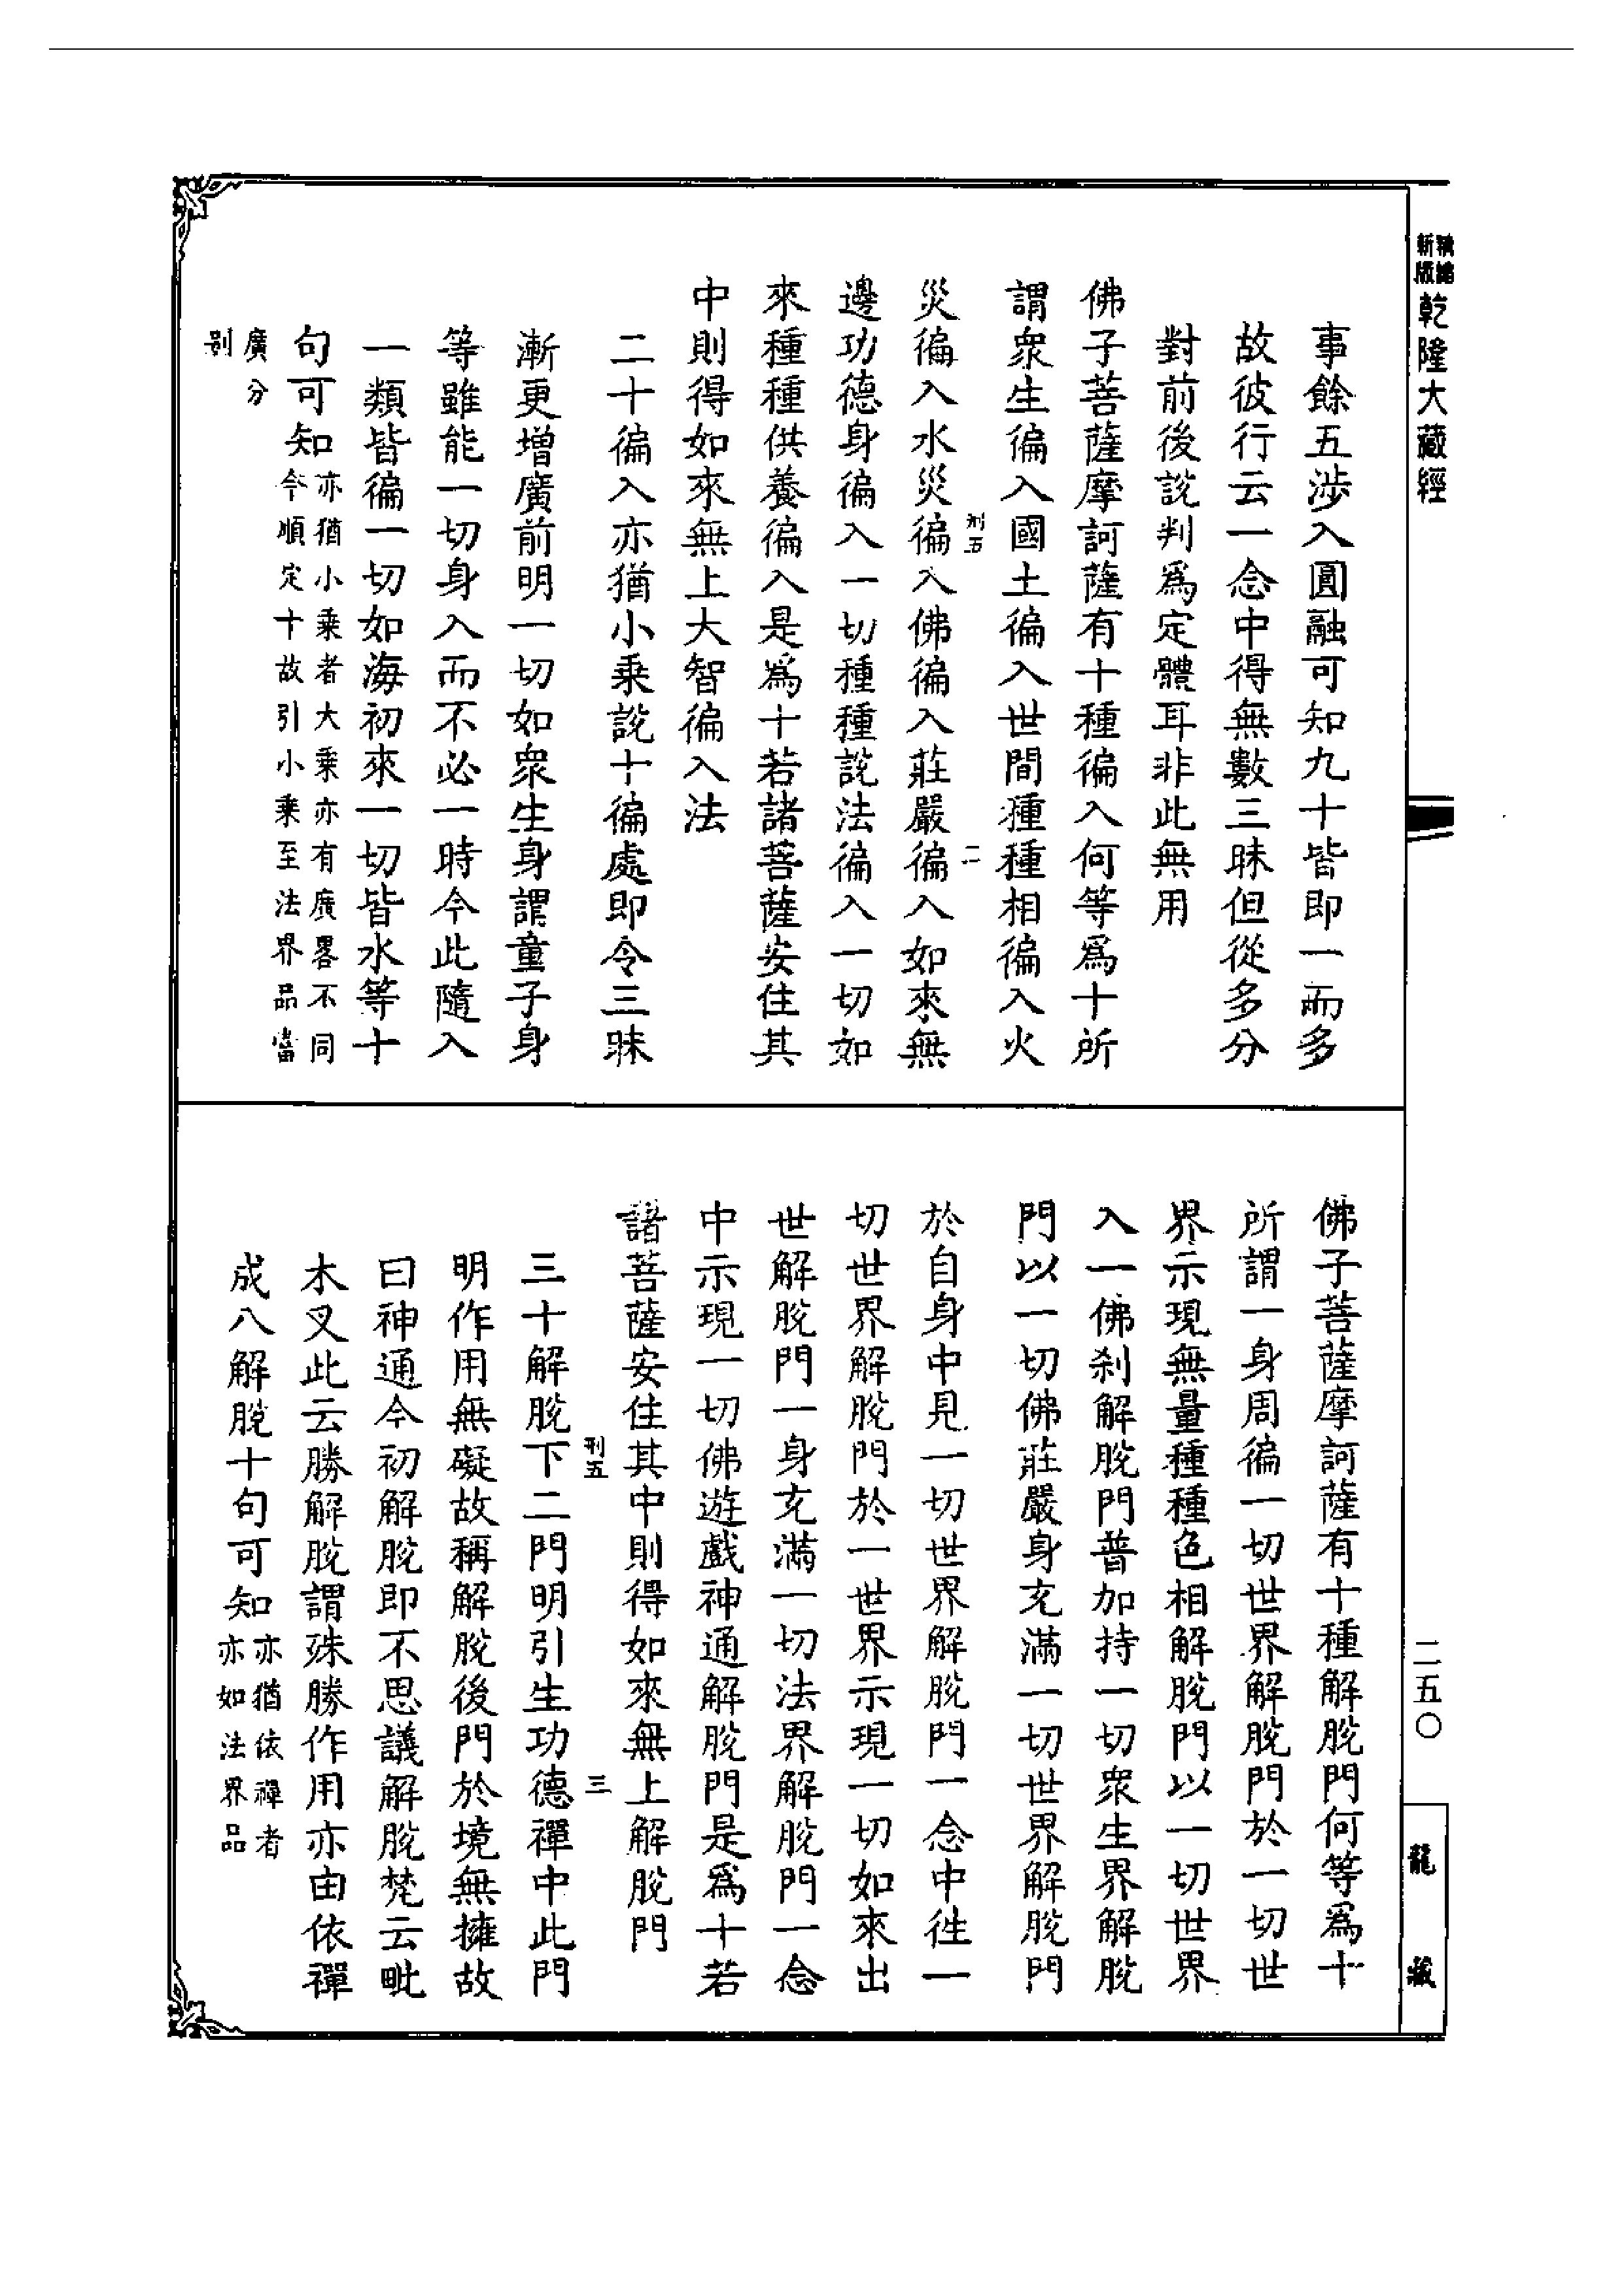 精縮
新版
乾隆大藏經
事餘五涉入圓融可知九十皆即一而多
故彼行云一念中得無數三昧但從多分
對前後說判爲定體耳非此無用
佛子菩薩摩訶薩有十種徧入何等爲十所
謂衆生徧入國土徧入世間種種相徧入火
災徧入水災徧入佛徧入莊嚴徧入如來無
刑五
二
邊功德身徧入一切種種說法徧入一切如
來種種供養徧入是爲十若諸菩薩安住其
中則得如來無上大智徧入法
二十徧入亦猶小乘說十徧處即令三昧
漸更增廣前明一切如衆生身謂童子身
等雖能一切身入而不必一時今此隨入
一類皆徧一切如海初來一切皆水等十
句可知
亦猶小乘者大乘亦有廣畧不同
今順定十故引小乘至法界品當
廣分
别
佛子菩薩摩訶薩有十種解脫門何等爲十
所謂一身周徧一切世界解脫門於一切世
界示現無量種種色相解脫門以一切世界
入一佛刹解脫門普加持一切衆生界解脫
門以一切佛莊嚴身充滿一切世界解脫門
於自身中見一切世界解脫門一念中徃一
切世界解脫門於一世界示現一切如來出
世解脫門一身充滿一切法界解脫門一念
中示現一切佛遊戲神通解脫門是爲十若
諸菩薩安住其中則得如來無上解脫門
刑五
三
三十解脫下二門明引生功德禪中此門
明作用無礙故稱解脫後門於境無擁故
曰神通今初解脫即不思議解脫梵云毗
木叉此云勝解脫謂殊勝作用亦由依禪
成八解脫十句可知
亦猶依禪者
亦如法界品
二五〇
龍藏